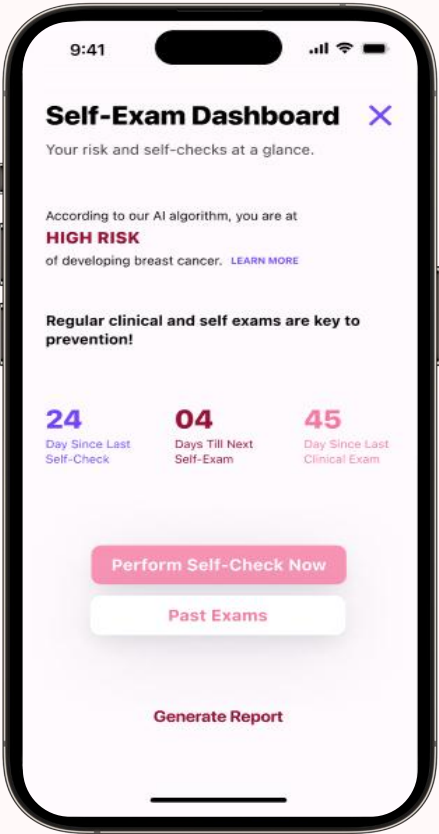 9:41
Self-Exam Dashboard
Your risk and self-checks at a glance.
According to our AI algorithm, you are at
HIGH RISK
of developing breast cancer. LEARN MORE
Regular clinical and self exams are key to
prevention!
24
Day Since Last
Self-Check
04
Days Till Next
Self-Exam
45
Day Since Last
Clinical Exam
Perform Self-Check Now
Past Exams
Generate Report